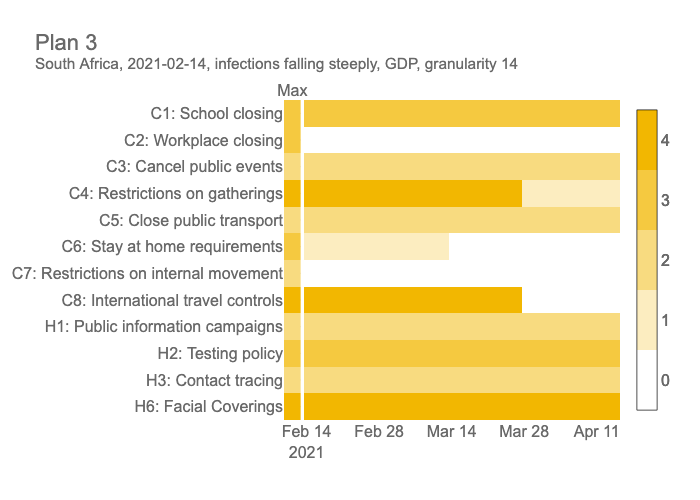 Plan 3
South Africa, 2021-02-14, infections falling steeply, GDP, granularity 14
Max
C1: School closing
C2: Workplace closing
C3: Cancel public events
C4: Restrictions on gatherings
C5: Close public transport
C6: Stay at home requirements
C7: Restrictions on internal movement
C8: International travel controls
H1: Public information campaigns
H2: Testing policy
H3: Contact tracing
H6: Facial Coverings
4
3
2
1
0
Feb 14 Feb 28 Mar 14 Mar 28 Apr 11
2021